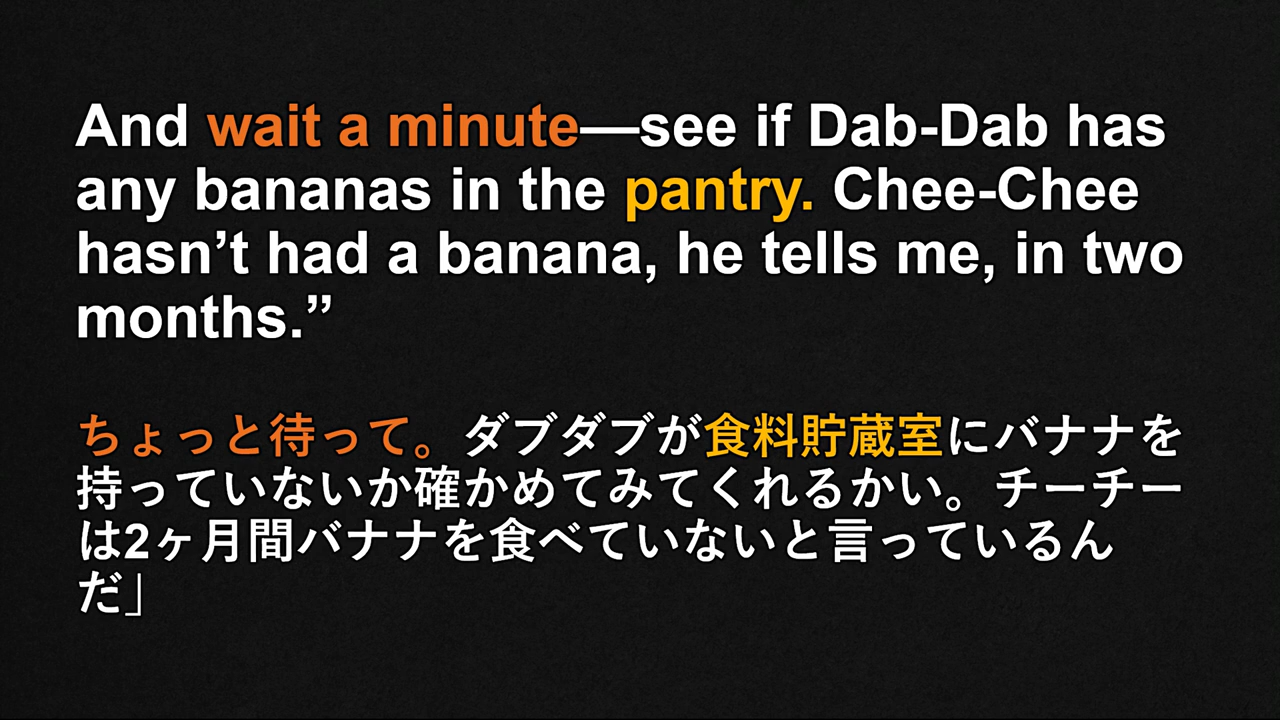 And wait a minute—see if Dab-Dab has
any bananas in the pantry. Chee-Chee
hasn’t had a banana, he tells me, in two
months.”
ちょっと待って。ダブダブが食料貯蔵室にバナナを
持っていないか確かめてみてくれるかい。チーチー
は2ヶ月間バナナを食べていないと言っているん
だ」